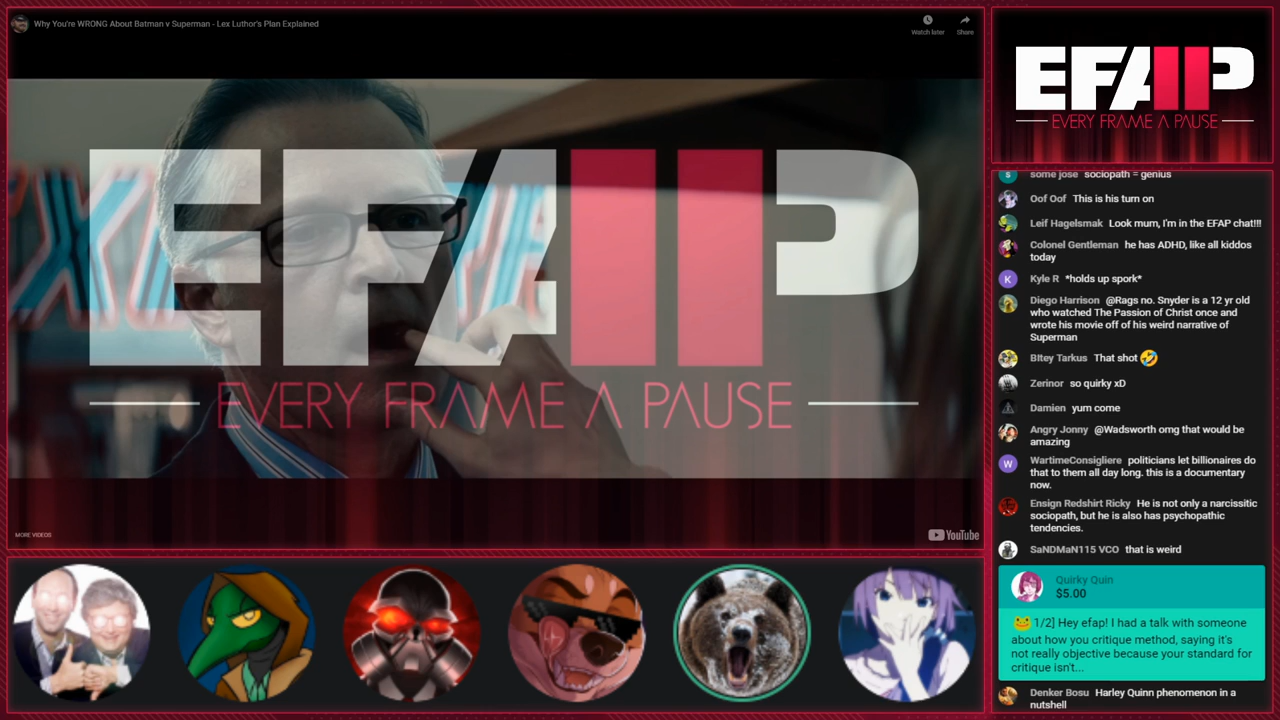 Why You're WRONG About Batman v Superman - Lex Luthor's Plan Explained
Watch later
Share
EFAP
EVERY FRAME A PAUSE
MORE VIDEOS
YouTube
EFAP
EVERY FRAME A PAUSE
some jose sociopath = genius
Oof Oof This is his turn on
Leif Hagelsmak Look mum, I'm in the EFAP chat!!!
Colonel Gentleman he has ADHD, like all kiddos
today
Kyle R *holds up spork*
Diego Harrison @Rags no. Snyder is a 12 yr old
who watched The Passion of Christ once and
wrote his movie off of his weird narrative of
Superman
B!tey Tarkus That shot 🤣
Zerinor so quirky xD
Damien yum come
Angry Jonny @Wadsworth omg that would be
amazing
WartimeConsigliere politicians let billionaires do
that to them all day long. this is a documentary
now.
Ensign Redshirt Ricky He is not only a narcissitic
sociopath, but he is also has psychopathic
tendencies.
SaNDMaN115 VCO that is weird
Quirky Quin
$5.00
🐸 1/2] Hey efap! I had a talk with someone
about how you critique method, saying it's
not really objective because your standard for
critique isn't...
Denker Bosu Harley Quinn phenomenon in a
nutshell